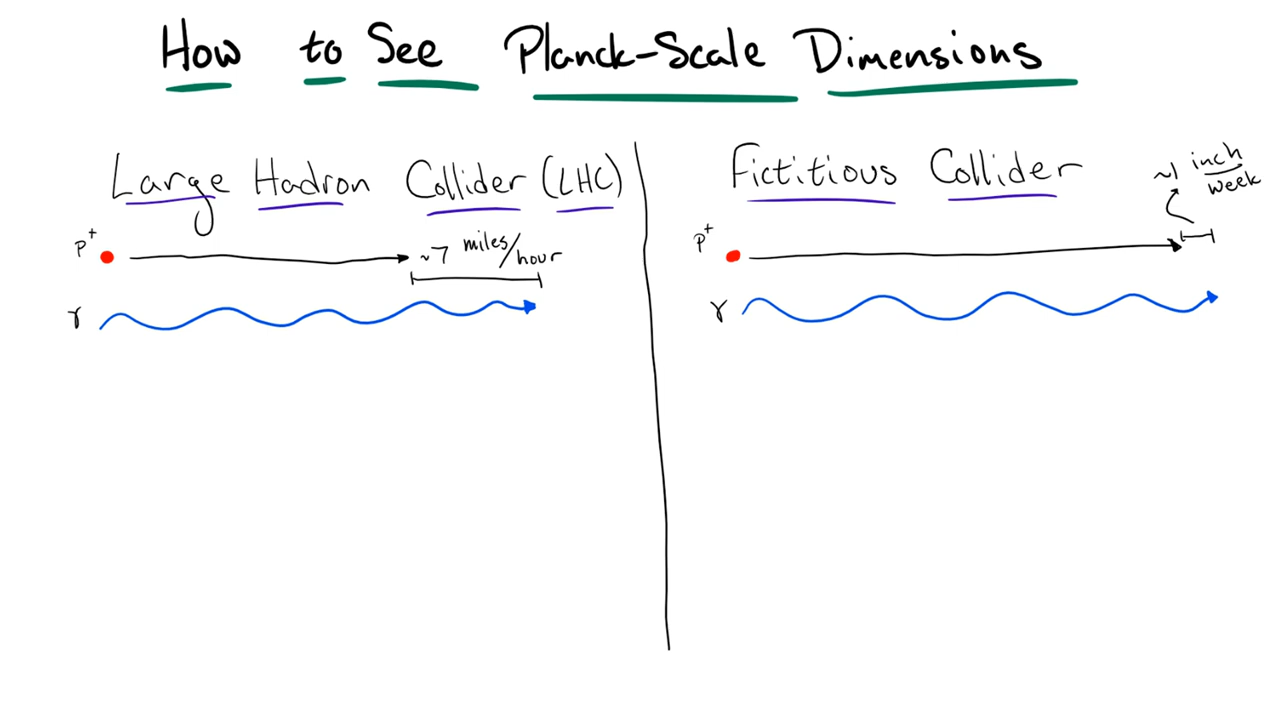 How to See Planck-Scale Dimensions
Large Hadron Collider (LHC)
p+
~7 miles/hour
γ
Fictitious Collider
~1 inch/week
p+
γ